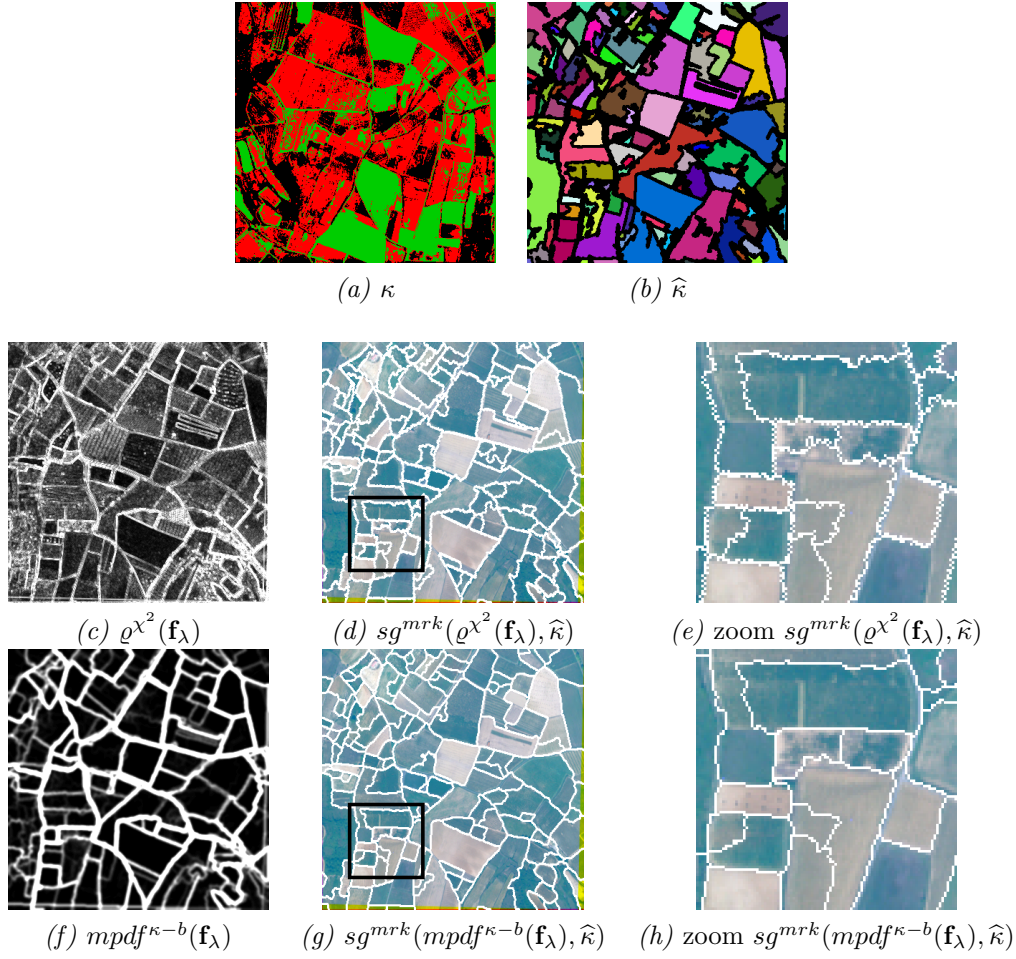 (a) κ
(b) κ̂
(c) ϱ^{χ²}(f_λ)
(d) sg^{mrk}(ϱ^{χ²}(f_λ), κ̂)
(e) zoom sg^{mrk}(ϱ^{χ²}(f_λ), κ̂)
(f) mpdf^{κ−b}(f_λ)
(g) sg^{mrk}(mpdf^{κ−b}(f_λ), κ̂)
(h) zoom sg^{mrk}(mpdf^{κ−b}(f_λ), κ̂)